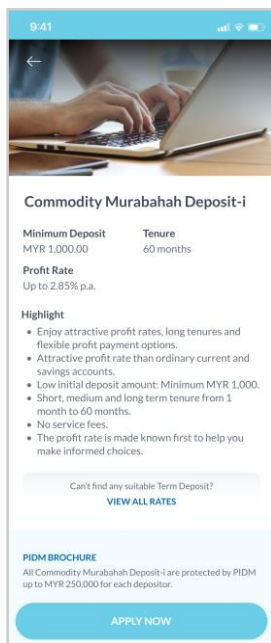 9:41
Commodity Murabahah Deposit-i
Minimum Deposit Tenure
MYR 1,000.00 60 months
Profit Rate
Up to 2.85% p.a.
Highlight
• Enjoy attractive profit rates, long tenures and
flexible profit payment options.
• Attractive profit rate than ordinary current and
savings accounts.
• Low initial deposit amount: Minimum MYR 1,000.
• Short, medium and long term tenure from 1
month to 60 months.
• No service fees.
• The profit rate is made known first to help you
make informed choices.
Can't find any suitable Term Deposit?
VIEW ALL RATES
PIDM BROCHURE
All Commodity Murabahah Deposit-i are protected by PIDM
up to MYR 250,000 for each depositor.
APPLY NOW